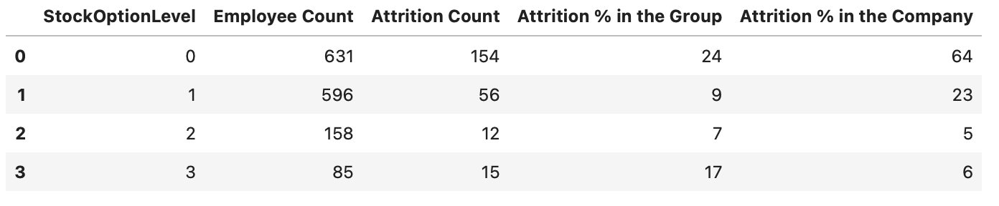 StockOptionLevel Employee Count Attrition Count Attrition % in the Group Attrition % in the Company
0 0 631 154 24 64
1 1 596 56 9 23
2 2 158 12 7 5
3 3 85 15 17 6